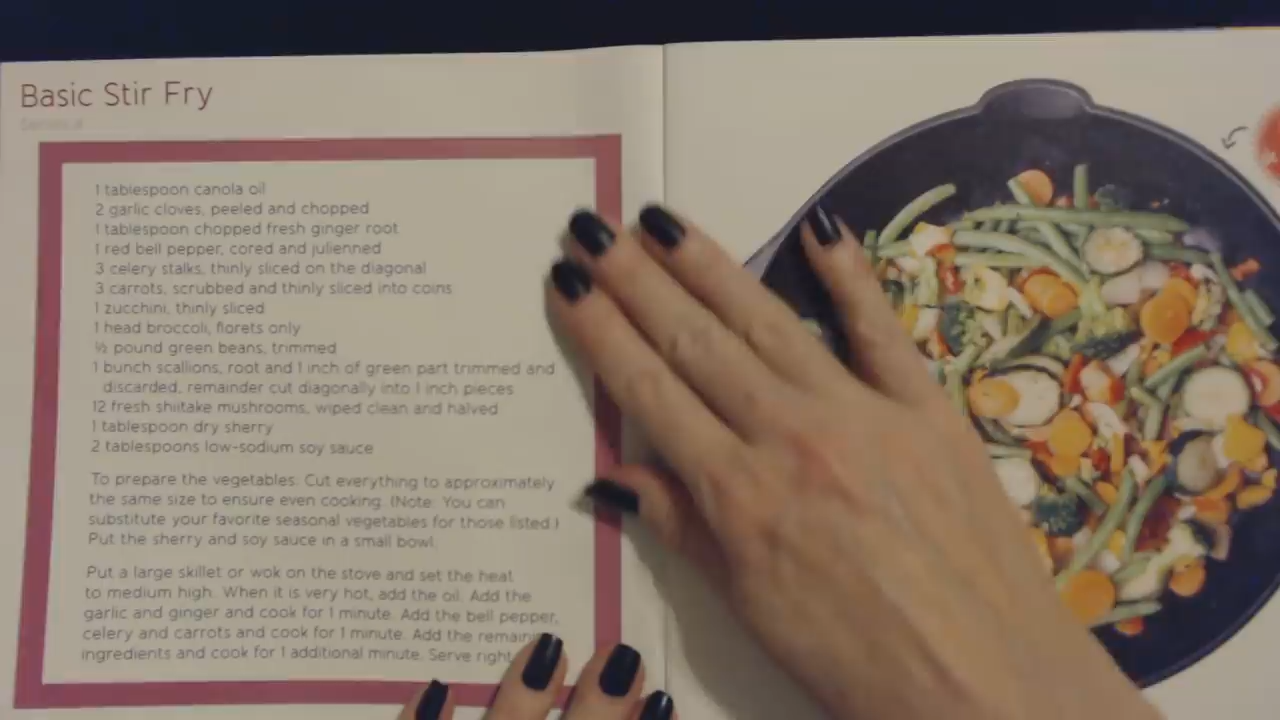 Basic Stir Fry
Serves 4
1 tablespoon canola oil
2 garlic cloves, peeled and chopped
1 tablespoon chopped fresh ginger root
1 red bell pepper, cored and julienned
3 celery stalks, thinly sliced on the diagonal
3 carrots, scrubbed and thinly sliced into coins
1 zucchini, thinly sliced
1 head broccoli, florets only
½ pound green beans, trimmed
1 bunch scallions, root and 1 inch of green part trimmed and
discarded, remainder cut diagonally into 1 inch pieces
12 fresh shiitake mushrooms, wiped clean and halved
1 tablespoon dry sherry
2 tablespoons low-sodium soy sauce
To prepare the vegetables: Cut everything to approximately
the same size to ensure even cooking. (Note: You can
substitute your favorite seasonal vegetables for those listed.)
Put the sherry and soy sauce in a small bowl.
Put a large skillet or wok on the stove and set the heat
to medium high. When it is very hot, add the oil. Add the
garlic and ginger and cook for 1 minute. Add the bell pepper,
celery and carrots and cook for 1 minute. Add the
ingredients and cook for 1 additional minute. Serve right